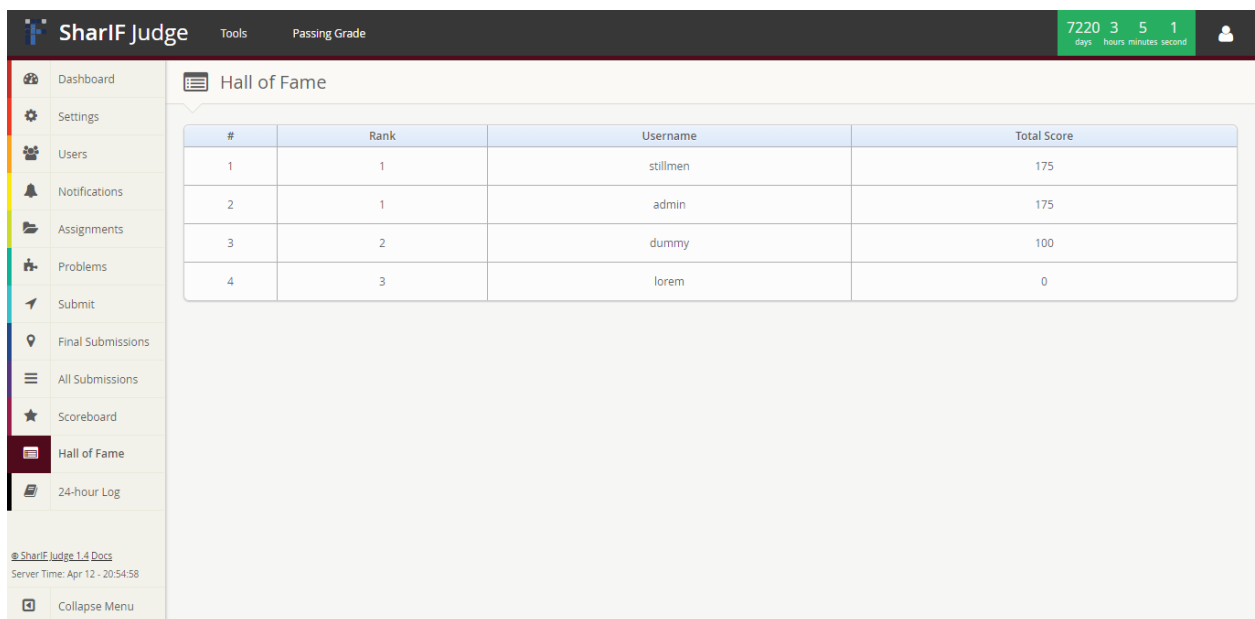 SharIF Judge Tools Passing Grade
7220 3 5 1
days hours minutes second
Dashboard
Settings
Users
Notifications
Assignments
Problems
Submit
Final Submissions
All Submissions
Scoreboard
Hall of Fame
24-hour Log
© SharIF Judge 1.4 Docs
Server Time: Apr 12 - 20:54:58
Collapse Menu
Hall of Fame
# Rank Username Total Score
1 1 stillmen 175
2 1 admin 175
3 2 dummy 100
4 3 lorem 0